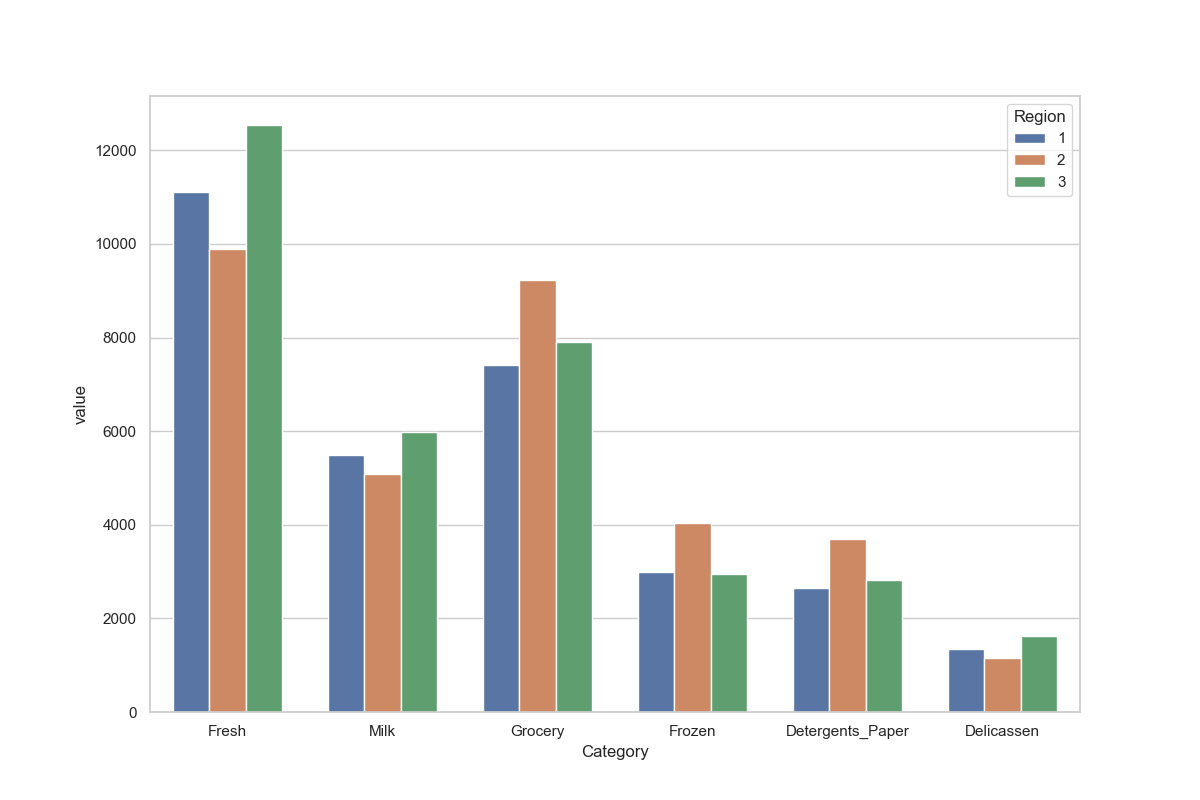 Region
1
2
3
12000
10000
8000
6000
4000
2000
0
value
Fresh Milk Grocery Frozen Detergents_Paper Delicassen
Category